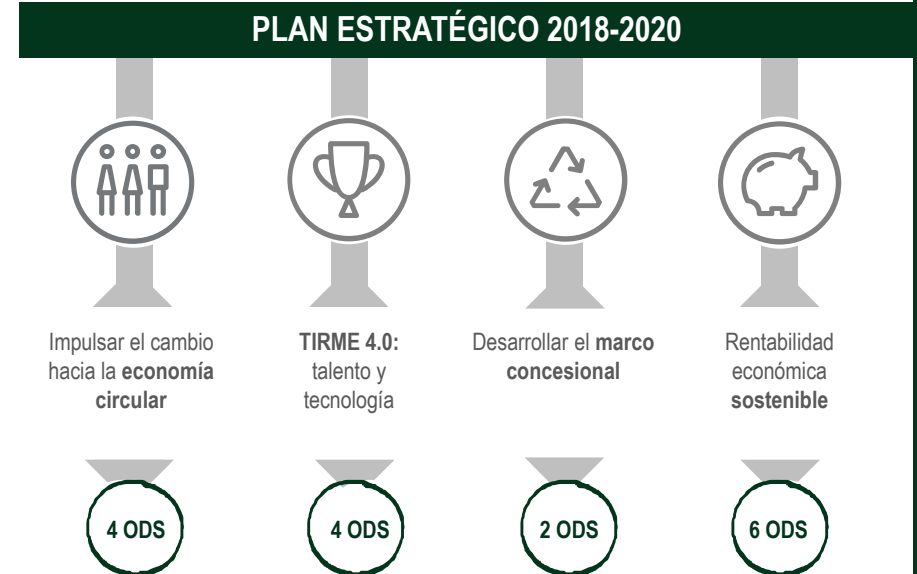 PLAN ESTRATÉGICO 2018-2020
Impulsar el cambio
hacia la economía
circular
TIRME 4.0:
talento y
tecnología
Desarrollar el marco
concesional
Rentabilidad
económica
sostenible
4 ODS
4 ODS
2 ODS
6 ODS